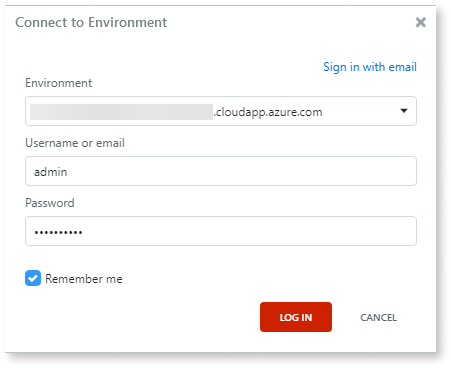 Connect to Environment
Sign in with email
Environment
.cloudapp.azure.com
Username or email
admin
Password
••••••••••
Remember me
LOG IN CANCEL